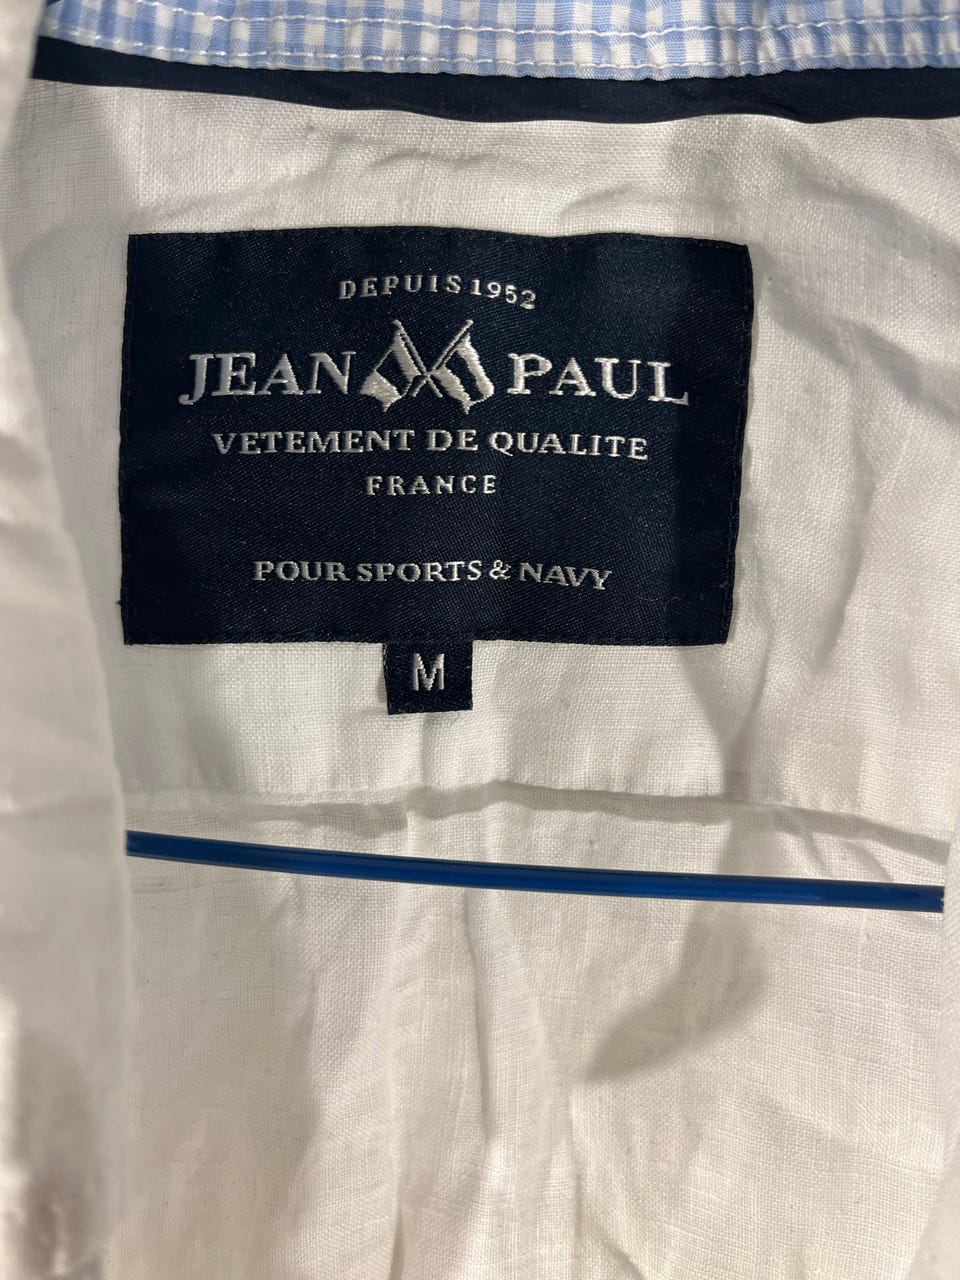 DEPUIS 1952
JEAN PAUL
VETEMENT DE QUALITE
FRANCE
POUR SPORTS & NAVY
M